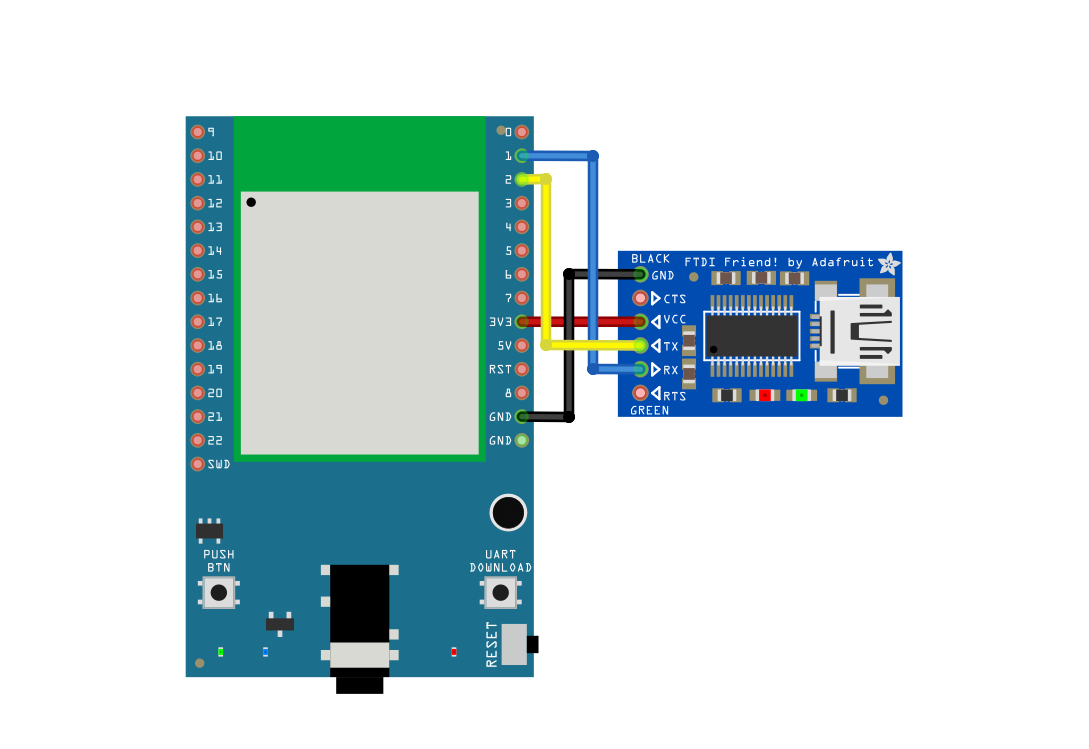 9
10
11
12
13
14
15
16
17
18
19
20
21
22
SWD
0
1
2
3
4
5
6
7
3V3
5V
RST
8
GND
GND
PUSH
BTN
UART
DOWNLOAD
RESET
BLACK
FTDI Friend! by Adafruit
GND
CTS
VCC
TX
RX
RTS
GREEN